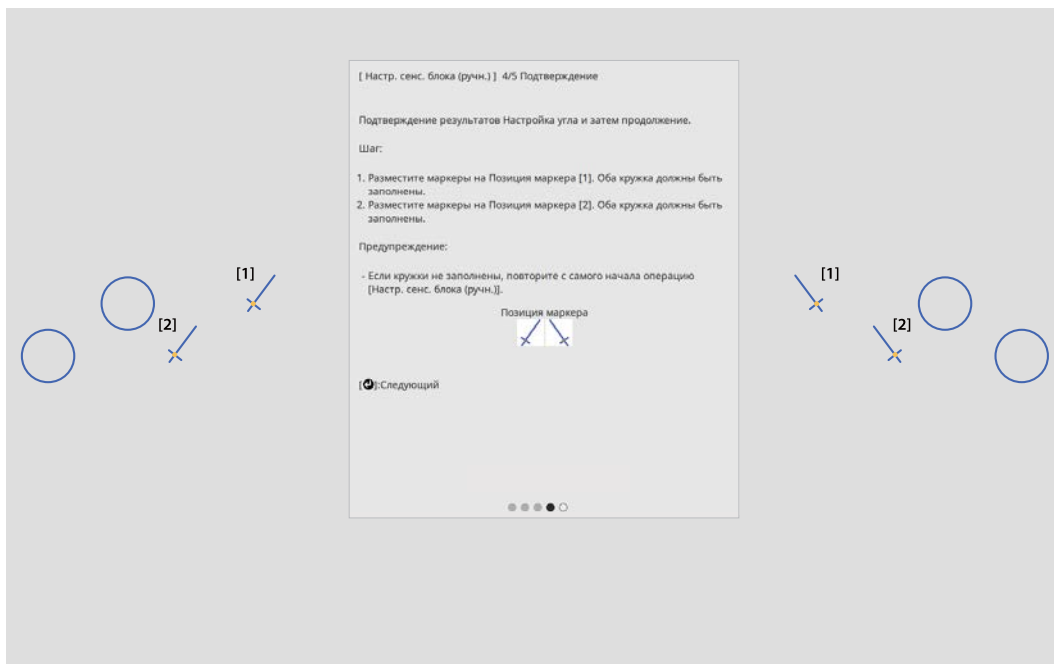 [ Настр. сенс. блока (ручн.) ] 4/5 Подтверждение
Подтверждение результатов Настройка угла и затем продолжение.
Шаг:
1. Разместите маркеры на Позиция маркера [1]. Оба кружка должны быть
заполнены.
2. Разместите маркеры на Позиция маркера [2]. Оба кружка должны быть
заполнены.
Предупреждение:
- Если кружки не заполнены, повторите с самого начала операцию
[Настр. сенс. блока (ручн.)].
Позиция маркера
[1]
[2]
[1]
[2]
[ ]:Следующий